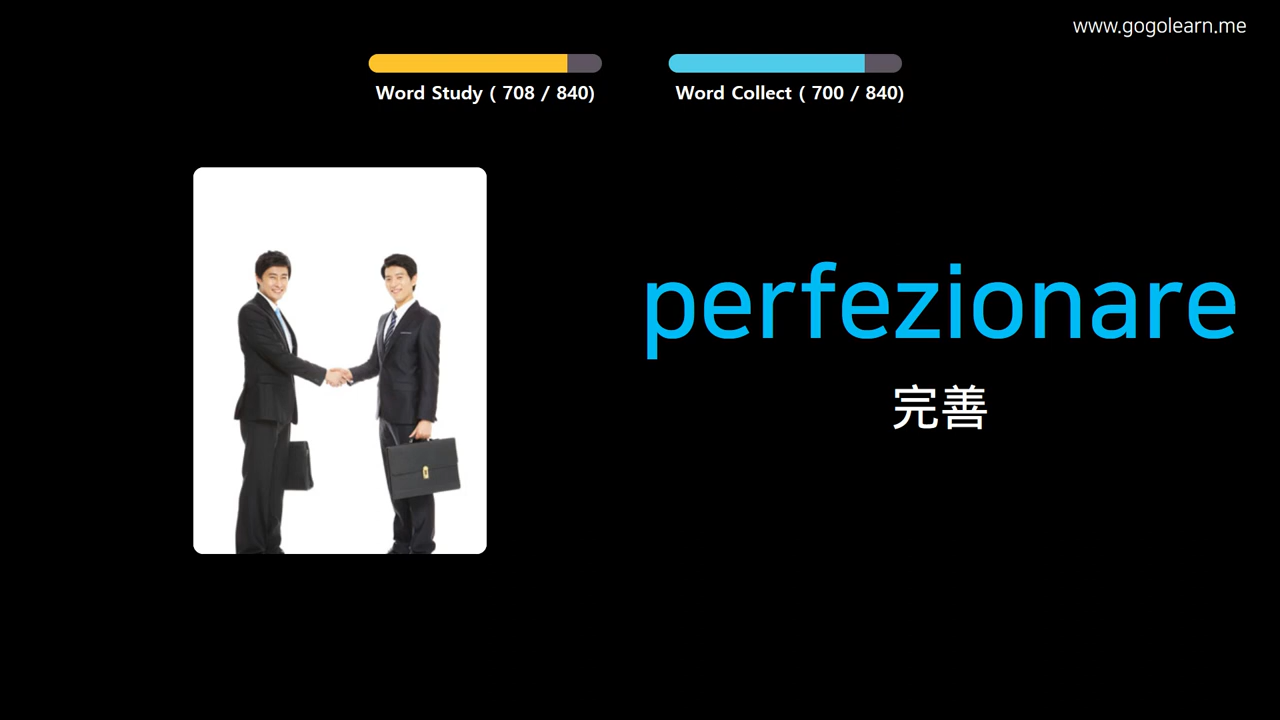 www.gogolearn.me
Word Study ( 708 / 840)
Word Collect ( 700 / 840)
perfezionare
完善